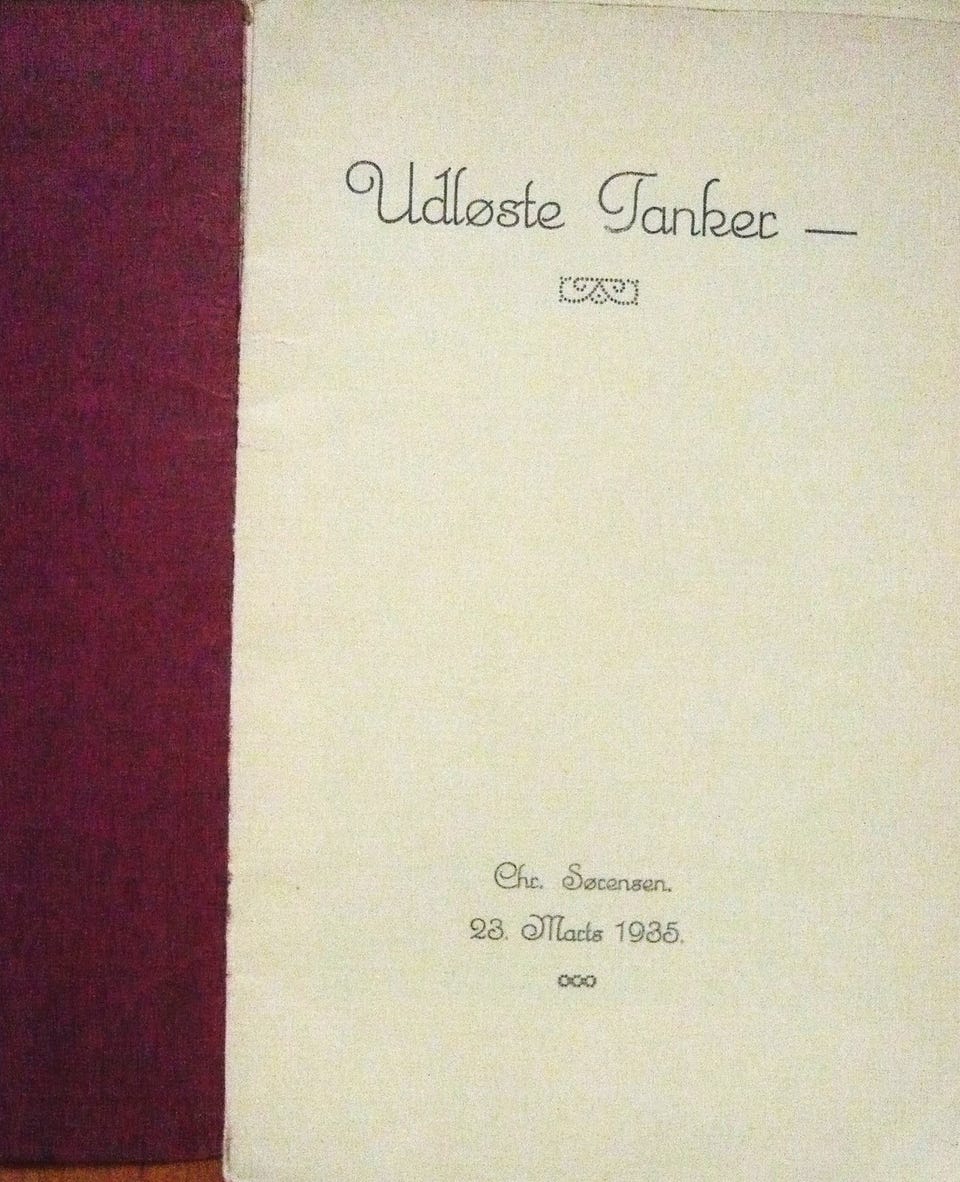 Udløste Tanker —
Chr. Sørensen.
23. Marts 1935.